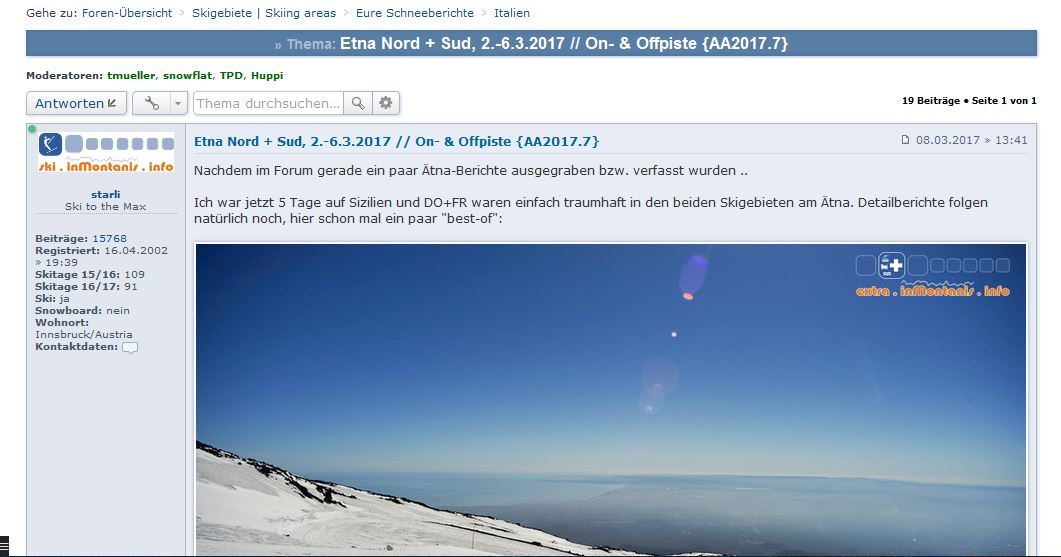 Gehe zu: Foren-Übersicht > Skigebiete | Skiing areas > Eure Schneeberichte > Italien
» Thema: Etna Nord + Sud, 2.-6.3.2017 // On- & Offpiste {AA2017.7}
Moderatoren: tmueller, snowflat, TPD, Huppi
Antworten
Thema durchsuchen...
19 Beiträge • Seite 1 von 1
ski . inMontanis . info
starli
Ski to the Max
Beiträge: 15768
Registriert: 16.04.2002
» 19:39
Skitage 15/16: 109
Skitage 16/17: 91
Ski: ja
Snowboard: nein
Wohnort:
Innsbruck/Austria
Kontaktdaten:
Etna Nord + Sud, 2.-6.3.2017 // On- & Offpiste {AA2017.7}
08.03.2017 » 13:41
Nachdem im Forum gerade ein paar Ätna-Berichte ausgegraben bzw. verfasst wurden ..
Ich war jetzt 5 Tage auf Sizilien und DO+FR waren einfach traumhaft in den beiden Skigebieten am Ätna. Detailberichte folgen
natürlich noch, hier schon mal ein paar "best-of":
extra . inMontanis . info